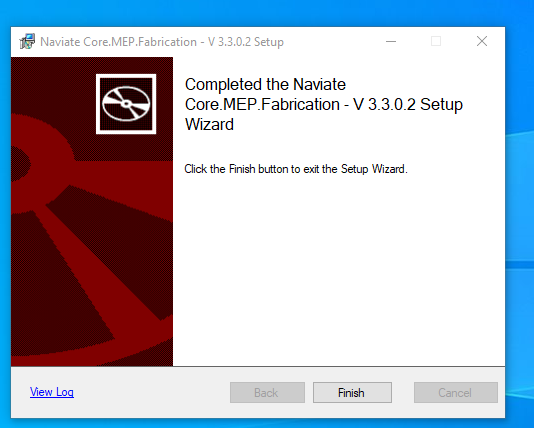 Naviate Core.MEP.Fabrication - V 3.3.0.2 Setup
Completed the Naviate
Core.MEP.Fabrication - V 3.3.0.2 Setup
Wizard
Click the Finish button to exit the Setup Wizard.
View Log
Back
Finish
Cancel